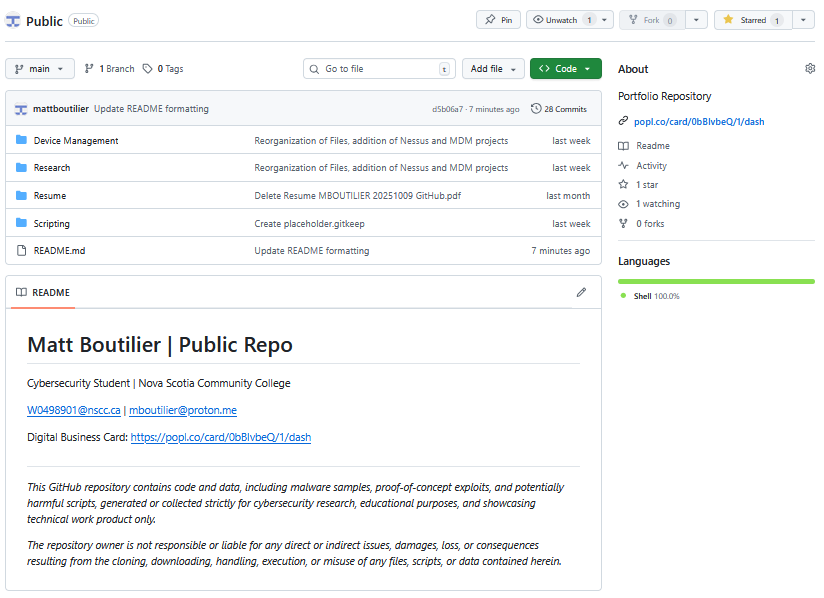 Public Public
Pin Unwatch 1 Fork 0 Starred 1
main 1 Branch 0 Tags Go to file t Add file Code
mattboutilier Update README formatting d5b06a7 · 7 minutes ago 28 Commits
Device Management Reorganization of Files, addition of Nessus and MDM projects last week
Research Reorganization of Files, addition of Nessus and MDM projects last week
Resume Delete Resume MBOUTILIER 20251009 GitHub.pdf last month
Scripting Create placeholder.gitkeep last week
README.md Update README formatting 7 minutes ago
README
Matt Boutilier | Public Repo
Cybersecurity Student | Nova Scotia Community College
W0498901@nscc.ca | mboutilier@proton.me
Digital Business Card: https://popl.co/card/0bBlvbeQ/1/dash
This GitHub repository contains code and data, including malware samples, proof-of-concept exploits, and potentially
harmful scripts, generated or collected strictly for cybersecurity research, educational purposes, and showcasing
technical work product only.
The repository owner is not responsible or liable for any direct or indirect issues, damages, loss, or consequences
resulting from the cloning, downloading, handling, execution, or misuse of any files, scripts, or data contained herein.
About
Portfolio Repository
popl.co/card/0bBlvbeQ/1/dash
Readme
Activity
1 star
1 watching
0 forks
Languages
Shell 100.0%